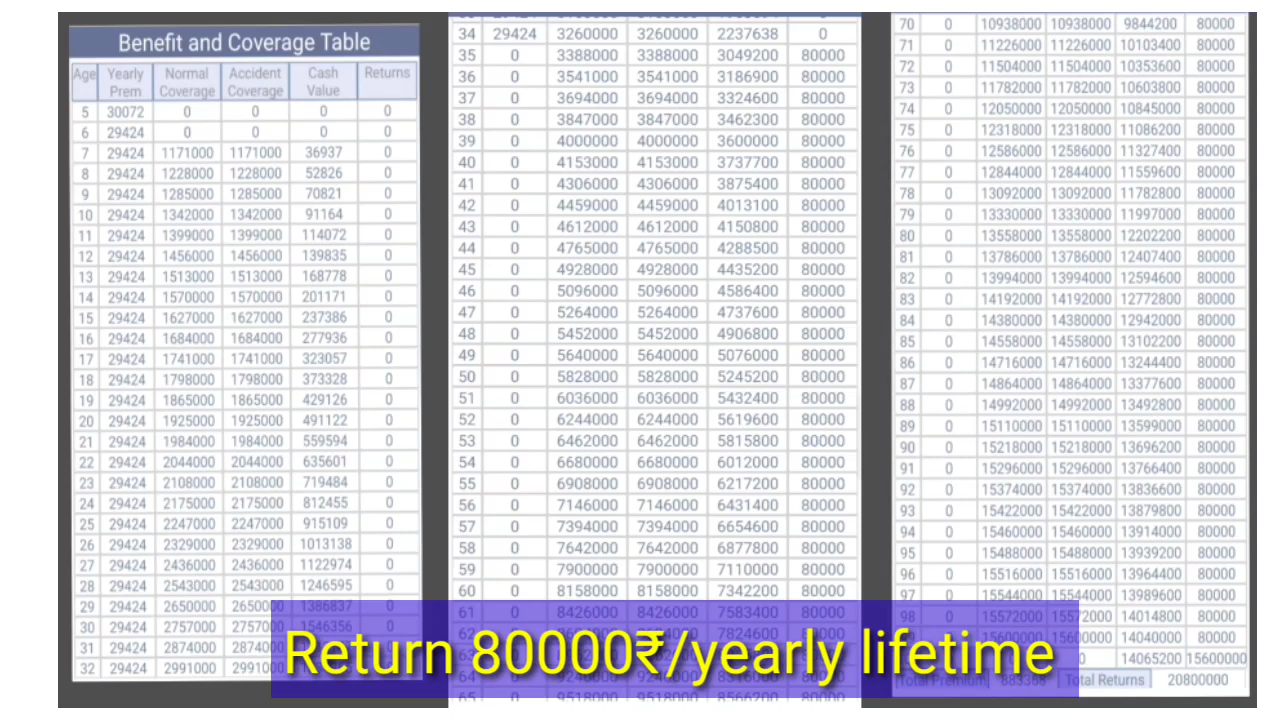 Benefit and Coverage Table
Age Yearly Prem Normal Coverage Accident Coverage Cash Value Returns
5 30072 0 0 0 0
6 29424 0 0 0 0
7 29424 1171000 1171000 36937 0
8 29424 1228000 1228000 52826 0
9 29424 1285000 1285000 70821 0
10 29424 1342000 1342000 91164 0
11 29424 1399000 1399000 114072 0
12 29424 1456000 1456000 139835 0
13 29424 1513000 1513000 168778 0
14 29424 1570000 1570000 201171 0
15 29424 1627000 1627000 237386 0
16 29424 1684000 1684000 277936 0
17 29424 1741000 1741000 323057 0
18 29424 1798000 1798000 373328 0
19 29424 1865000 1865000 429126 0
20 29424 1925000 1925000 491122 0
21 29424 1984000 1984000 559594 0
22 29424 2044000 2044000 635601 0
23 29424 2108000 2108000 719484 0
24 29424 2175000 2175000 812455 0
25 29424 2247000 2247000 915109 0
26 29424 2329000 2329000 1013138 0
27 29424 2436000 2436000 1122974 0
28 29424 2543000 2543000 1246595 0
29 29424 2650000 2650000 1386837 0
30 29424 2757000 2757000 1546356
31 29424 2874000 287400
32 29424 2991000 299100
34 29424 3260000 3260000 2237638 0
35 0 3388000 3388000 3049200 80000
36 0 3541000 3541000 3186900 80000
37 0 3694000 3694000 3324600 80000
38 0 3847000 3847000 3462300 80000
39 0 4000000 4000000 3600000 80000
40 0 4153000 4153000 3737700 80000
41 0 4306000 4306000 3875400 80000
42 0 4459000 4459000 4013100 80000
43 0 4612000 4612000 4150800 80000
44 0 4765000 4765000 4288500 80000
45 0 4928000 4928000 4435200 80000
46 0 5096000 5096000 4586400 80000
47 0 5264000 5264000 4737600 80000
48 0 5452000 5452000 4906800 80000
49 0 5640000 5640000 5076000 80000
50 0 5828000 5828000 5245200 80000
51 0 6036000 6036000 5432400 80000
52 0 6244000 6244000 5619600 80000
53 0 6462000 6462000 5815800 80000
54 0 6680000 6680000 6012000 80000
55 0 6908000 6908000 6217200 80000
56 0 7146000 7146000 6431400 80000
57 0 7394000 7394000 6654600 80000
58 0 7642000 7642000 6877800 80000
59 0 7900000 7900000 7110000 80000
60 0 8158000 8158000 7342200 80000
61 0 8426000 8426000 7583400 80000
65 0 9518000 9518000 8566200 80000
70 0 10938000 10938000 9844200 80000
71 0 11226000 11226000 10103400 80000
72 0 11504000 11504000 10353600 80000
73 0 11782000 11782000 10603800 80000
74 0 12050000 12050000 10845000 80000
75 0 12318000 12318000 11086200 80000
76 0 12586000 12586000 11327400 80000
77 0 12844000 12844000 11559600 80000
78 0 13092000 13092000 11782800 80000
79 0 13330000 13330000 11997000 80000
80 0 13558000 13558000 12202200 80000
81 0 13786000 13786000 12407400 80000
82 0 13994000 13994000 12594600 80000
83 0 14192000 14192000 12772800 80000
84 0 14380000 14380000 12942000 80000
85 0 14558000 14558000 13102200 80000
86 0 14716000 14716000 13244400 80000
87 0 14864000 14864000 13377600 80000
88 0 14992000 14992000 13492800 80000
89 0 15110000 15110000 13599000 80000
90 0 15218000 15218000 13696200 80000
91 0 15296000 15296000 13766400 80000
92 0 15374000 15374000 13836600 80000
93 0 15422000 15422000 13879800 80000
94 0 15460000 15460000 13914000 80000
95 0 15488000 15488000 13939200 80000
96 0 15516000 15516000 13964400 80000
97 0 15544000 15544000 13989600 80000
98 0 15572000 15572000 14014800 80000
15600000 14040000 80000
0 14065200 15600000
Total Premium Total Returns 20800000
Return 80000₹/yearly lifetime